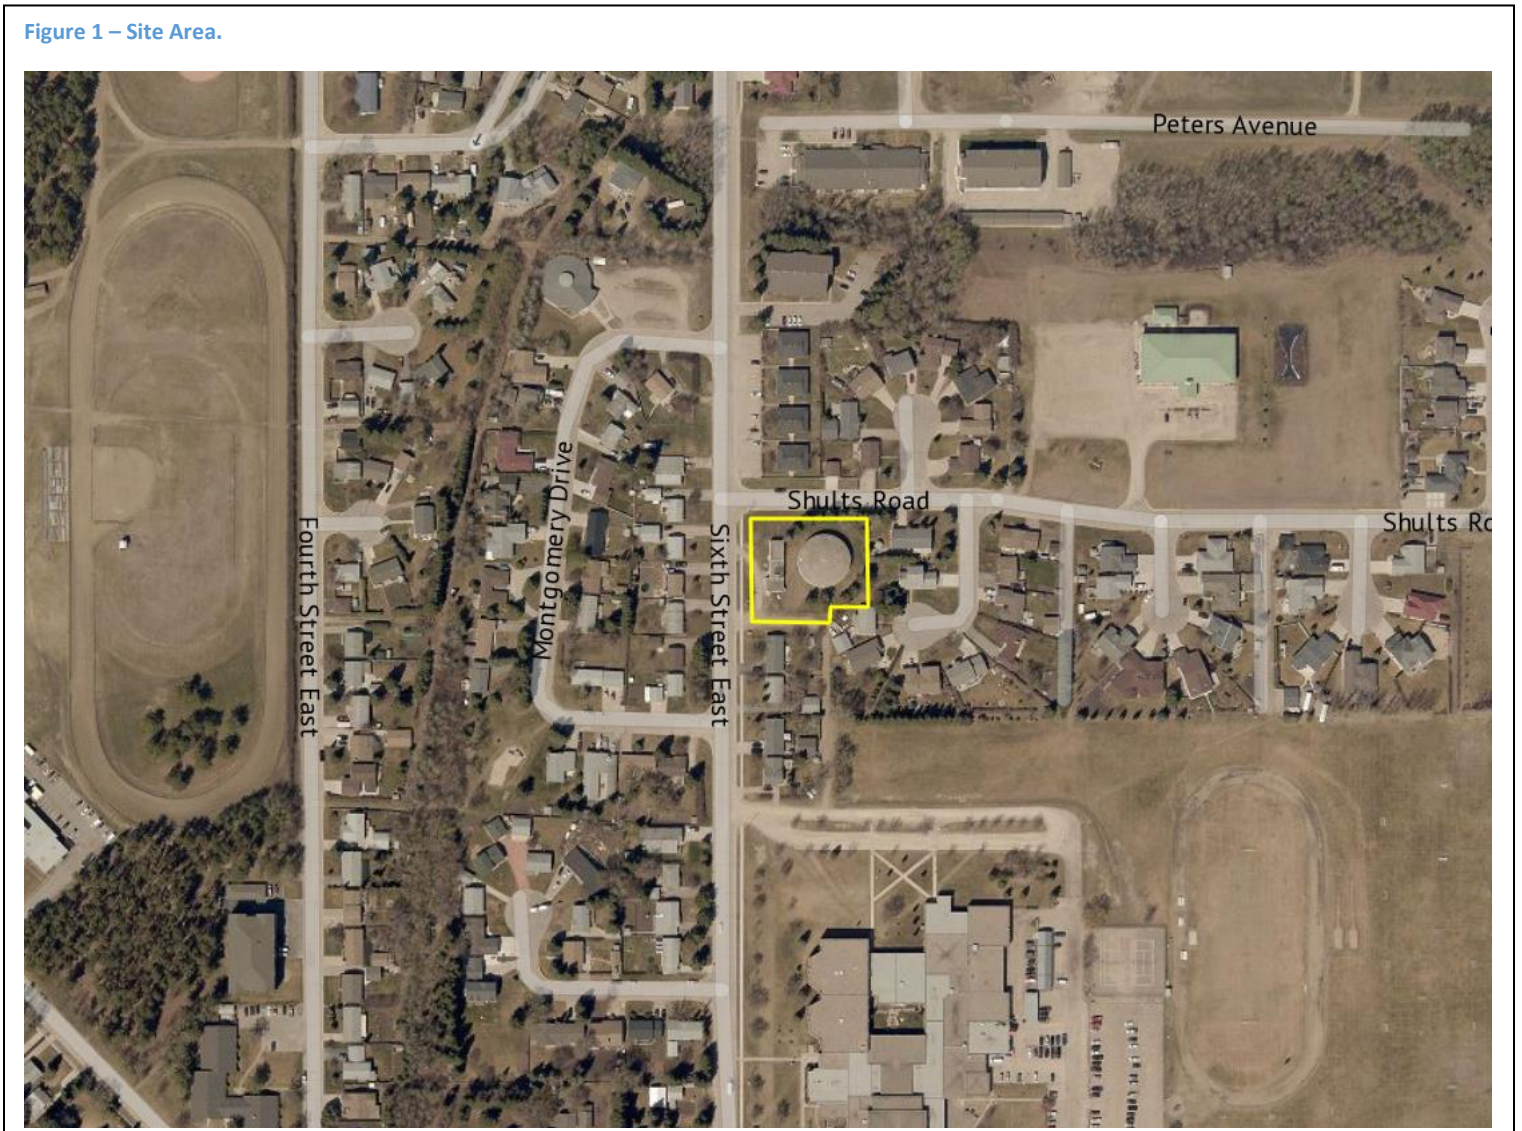 Figure 1 – Site Area.
Peters Avenue
Shults Road
Shults Ro
Montgomery Drive
Fourth Street East
Sixth Street East